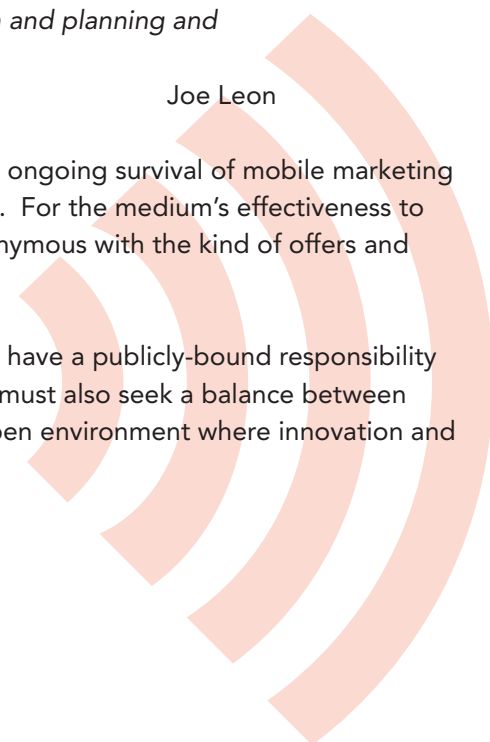 and planning and
Joe Leon
ongoing survival of mobile marketing
. For the medium’s effectiveness to
nymous with the kind of offers and
have a publicly-bound responsibility
must also seek a balance between
pen environment where innovation and